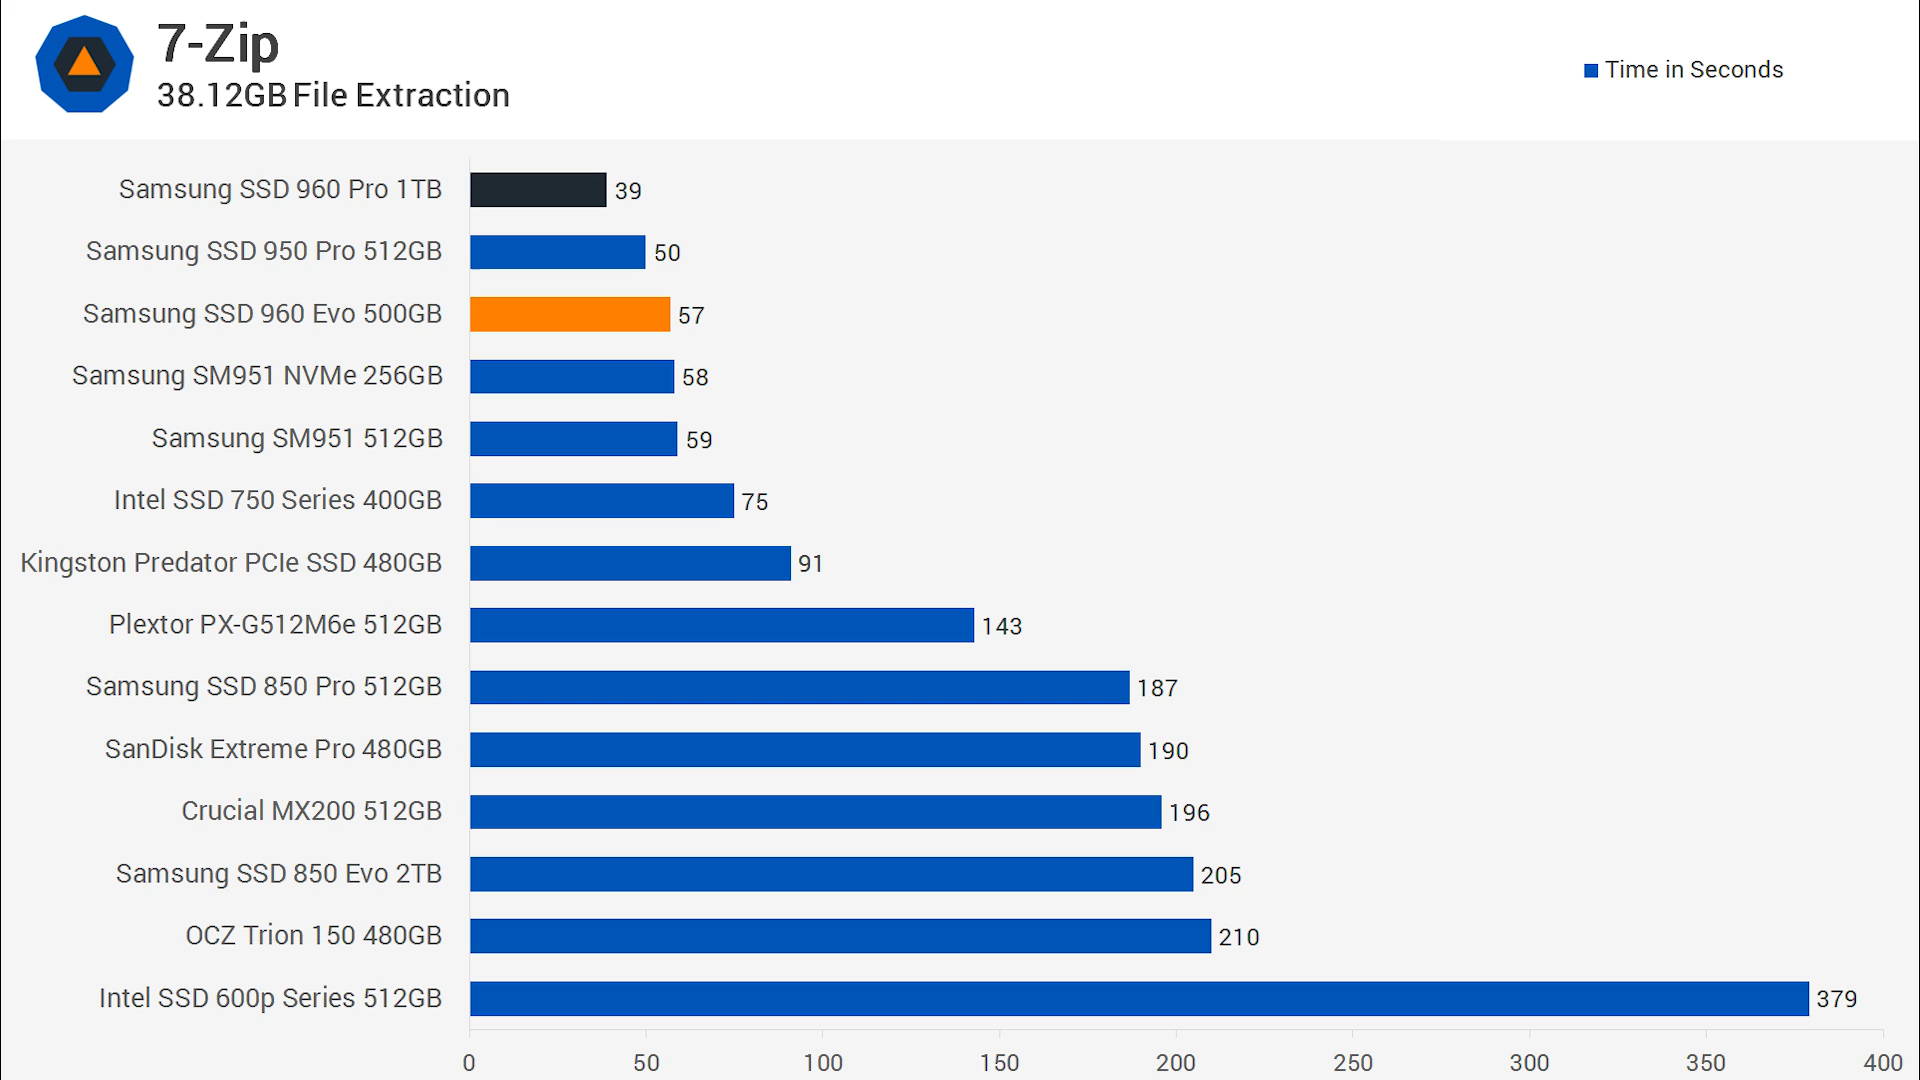 7-Zip
38.12GB File Extraction
Time in Seconds
Samsung SSD 960 Pro 1TB 39
Samsung SSD 950 Pro 512GB 50
Samsung SSD 960 Evo 500GB 57
Samsung SM951 NVMe 256GB 58
Samsung SM951 512GB 59
Intel SSD 750 Series 400GB 75
Kingston Predator PCIe SSD 480GB 91
Plextor PX-G512M6e 512GB 143
Samsung SSD 850 Pro 512GB 187
SanDisk Extreme Pro 480GB 190
Crucial MX200 512GB 196
Samsung SSD 850 Evo 2TB 205
OCZ Trion 150 480GB 210
Intel SSD 600p Series 512GB 379
0 50 100 150 200 250 300 350 400